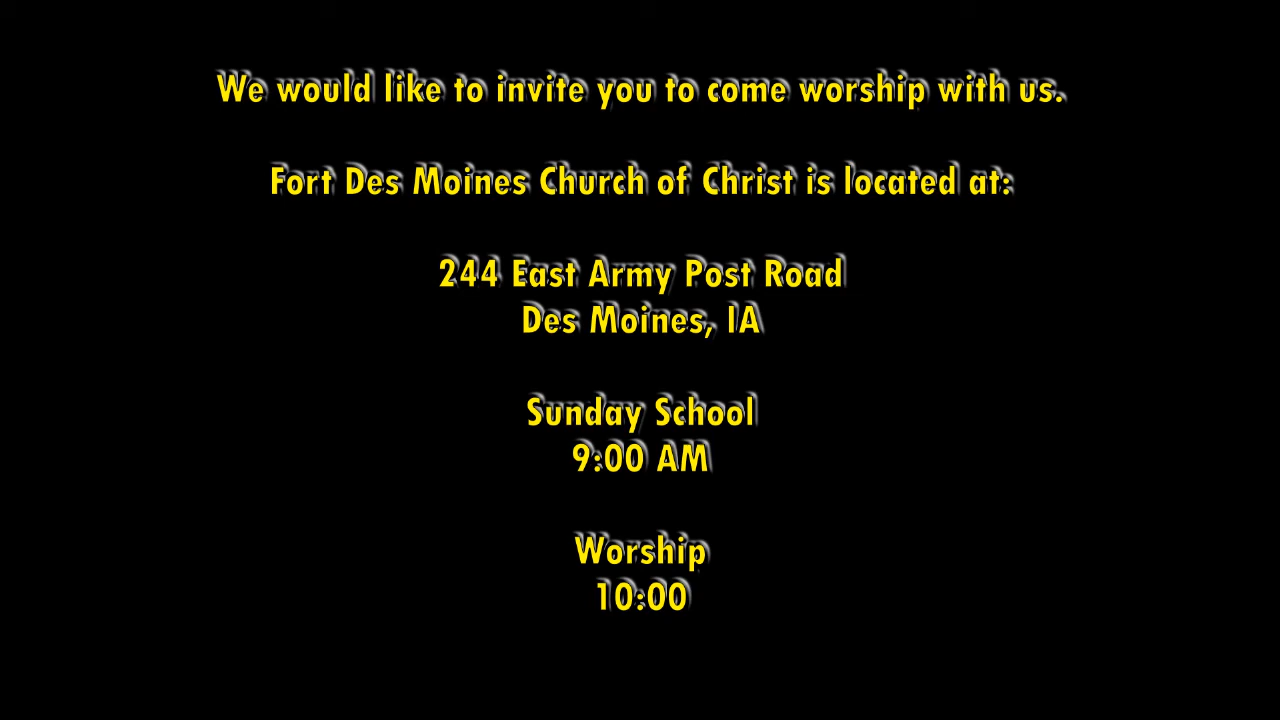 We would like to invite you to come worship with us.
Fort Des Moines Church of Christ is located at:
244 East Army Post Road
Des Moines, IA
Sunday School
9:00 AM
Worship
10:00